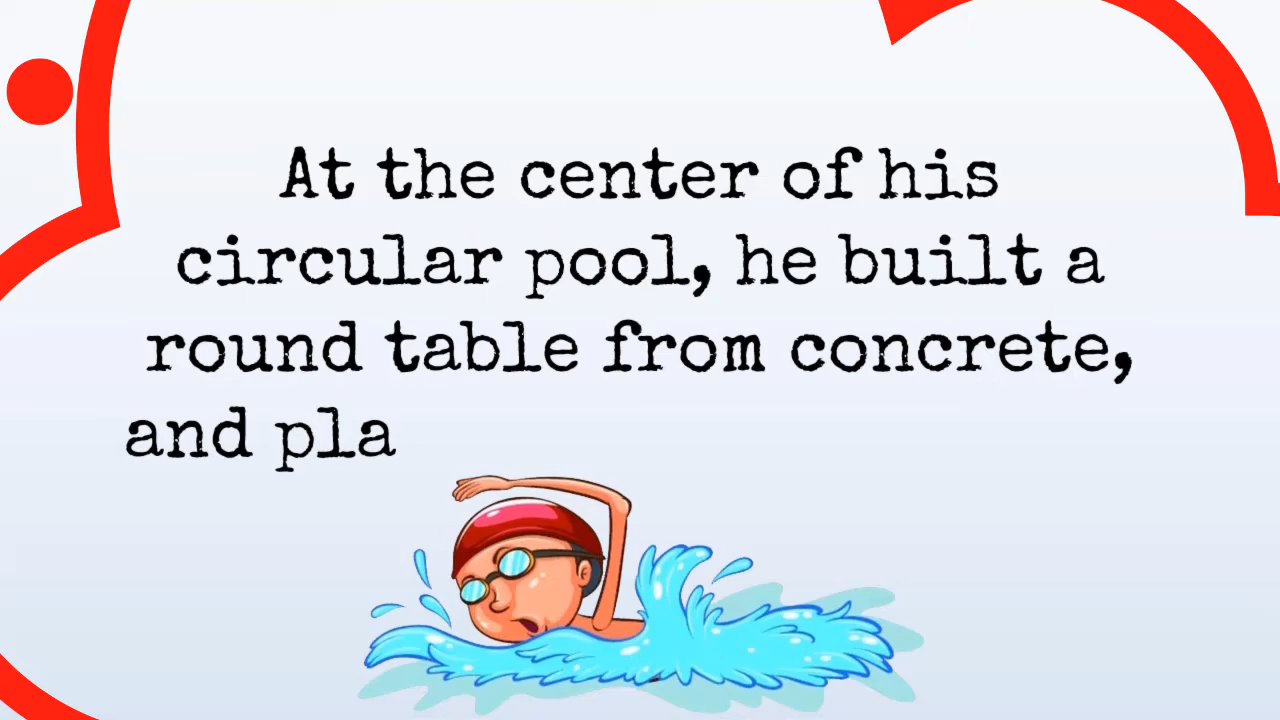 At the center of his
circular pool, he built a
round table from concrete,
and pla